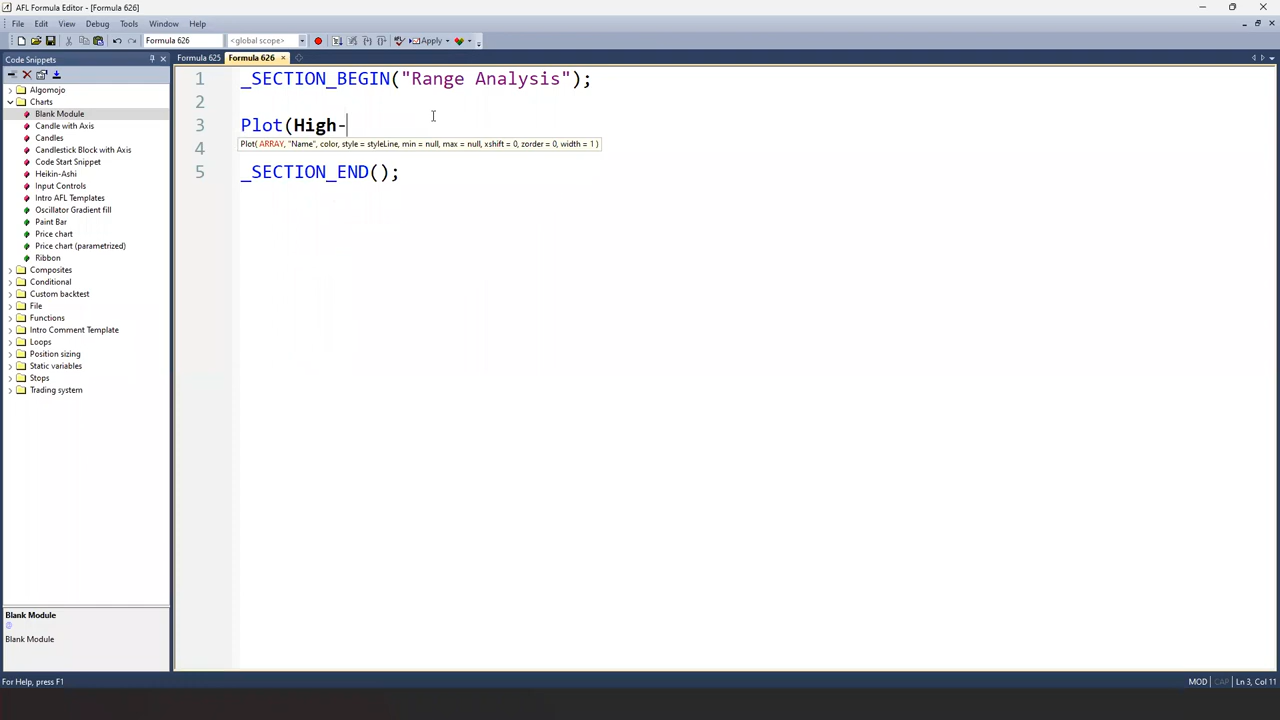 AFL Formula Editor - [Formula 626]
File Edit View Debug Tools Window Help
Formula 626 <global scope> Apply
Code Snippets
Formula 625 Formula 626
Algomojo
Charts
Blank Module
Candle with Axis
Candles
Candlestick Block with Axis
Code Start Snippet
Heikin-Ashi
Input Controls
Intro AFL Templates
Oscillator Gradient fill
Paint Bar
Price chart
Price chart (parametrized)
Ribbon
Composites
Conditional
Custom backtest
File
Functions
Intro Comment Template
Loops
Position sizing
Static variables
Stops
Trading system
1 _SECTION_BEGIN("Range Analysis");
2
3 Plot(High-
Plot( ARRAY, "Name", color, style = styleLine, min = null, max = null, xshift = 0, zorder = 0, width = 1 )
4
5 _SECTION_END();
Blank Module
@
Blank Module
For Help, press F1 MOD CAP Ln 3, Col 11